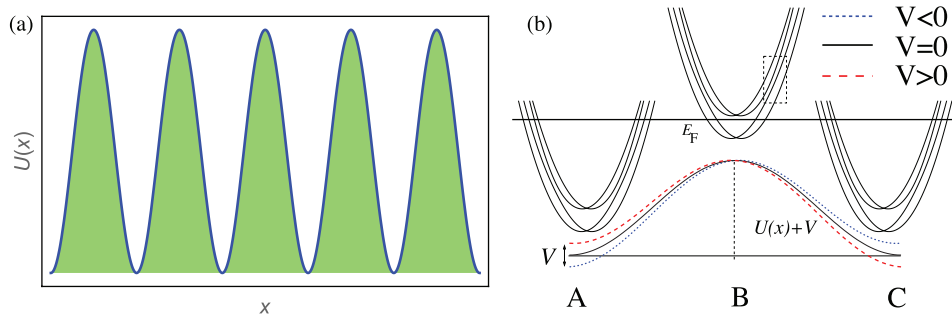 (a)
U(x)
x
(b)
V<0
V=0
V>0
E_F
U(x)+V
V
A B C